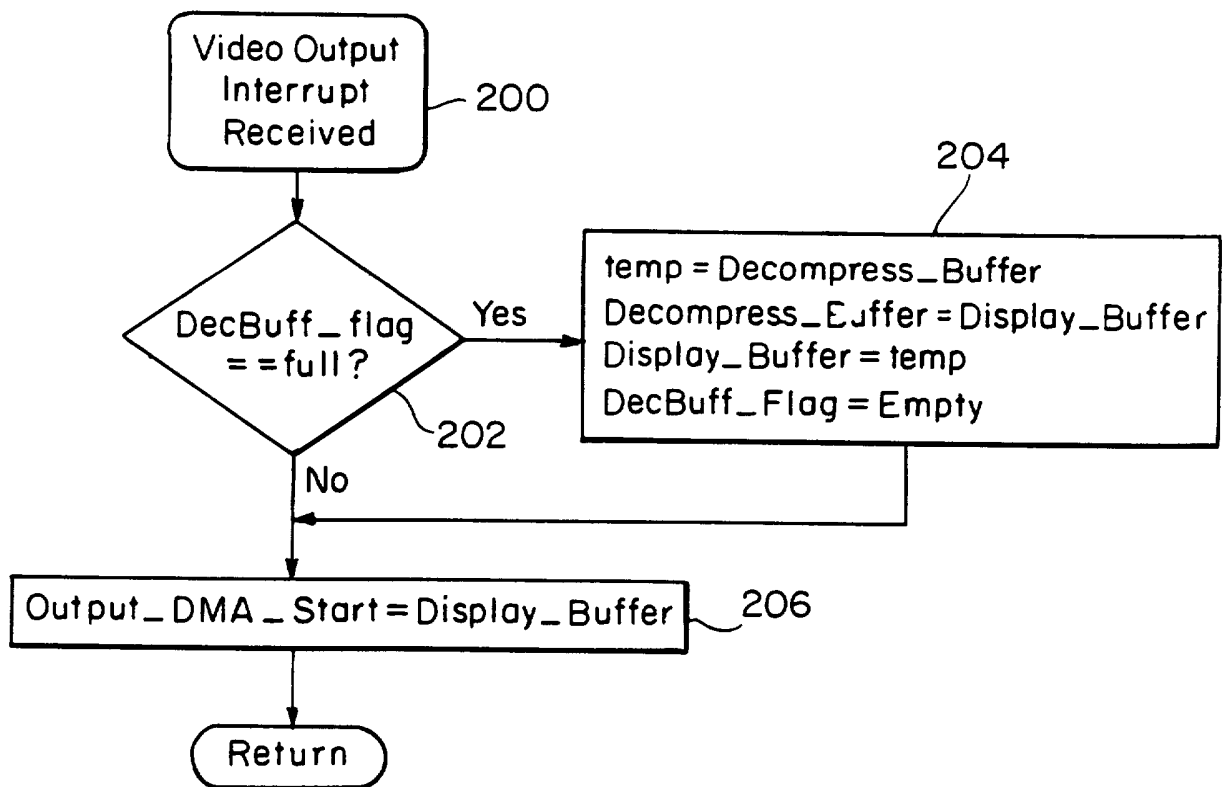 Video Output
Interrupt
Received
200
204
DecBuff_flag
==full?
Yes
202
No
temp=Decompress_Buffer
Decompress_Buffer=Display_Buffer
Display_Buffer=temp
DecBuff_Flag=Empty
Output_DMA_Start=Display_Buffer
206
Return